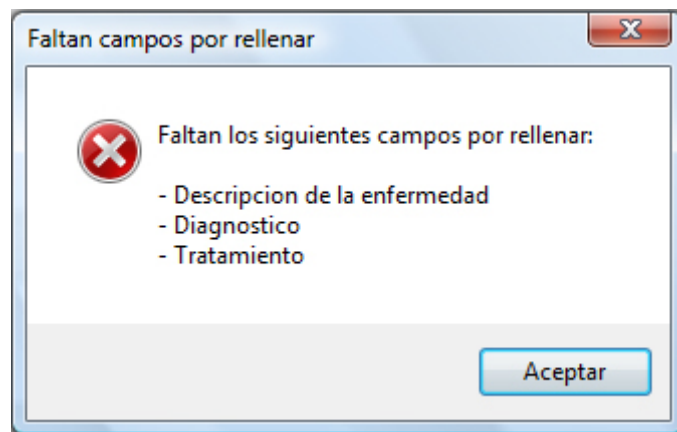 Faltan campos por rellenar
Faltan los siguientes campos por rellenar:
- Descripcion de la enfermedad
- Diagnostico
- Tratamiento
Aceptar